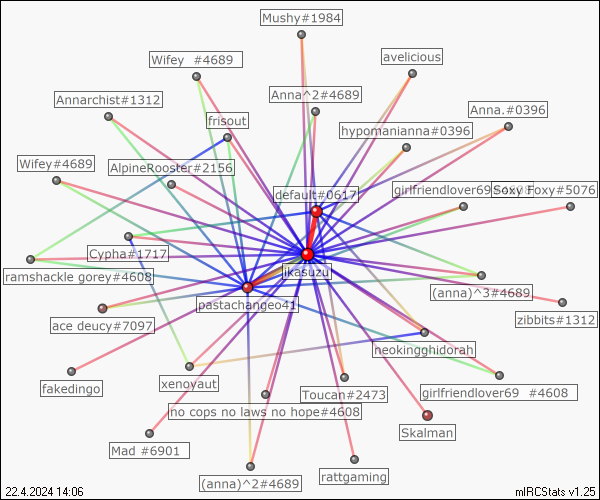 Mushy#1984
Wifey #4689
avelicious
Annarchist#1312
Anna^2#4689
Anna.#0396
frisout
hypomanianna#0396
Wifey#4689
AlpineRooster#2156
default#0617
girlfriendlover69
Soxy Foxy#5076
Cypha#1717
ikasuzu
ramshackle gorey#4608
pastachangeo41
(anna)^3#4689
ace deucy#7097
zibbits#1312
neokingghidorah
fakedingo
xenoyaut
Toucan#2473
girlfriendlover69 #4608
no cops no laws no hope#4608
Skalman
Mad #6901
(anna)^2#4689
rattgaming
22.4.2024 14:06
mIRCStats v1.25